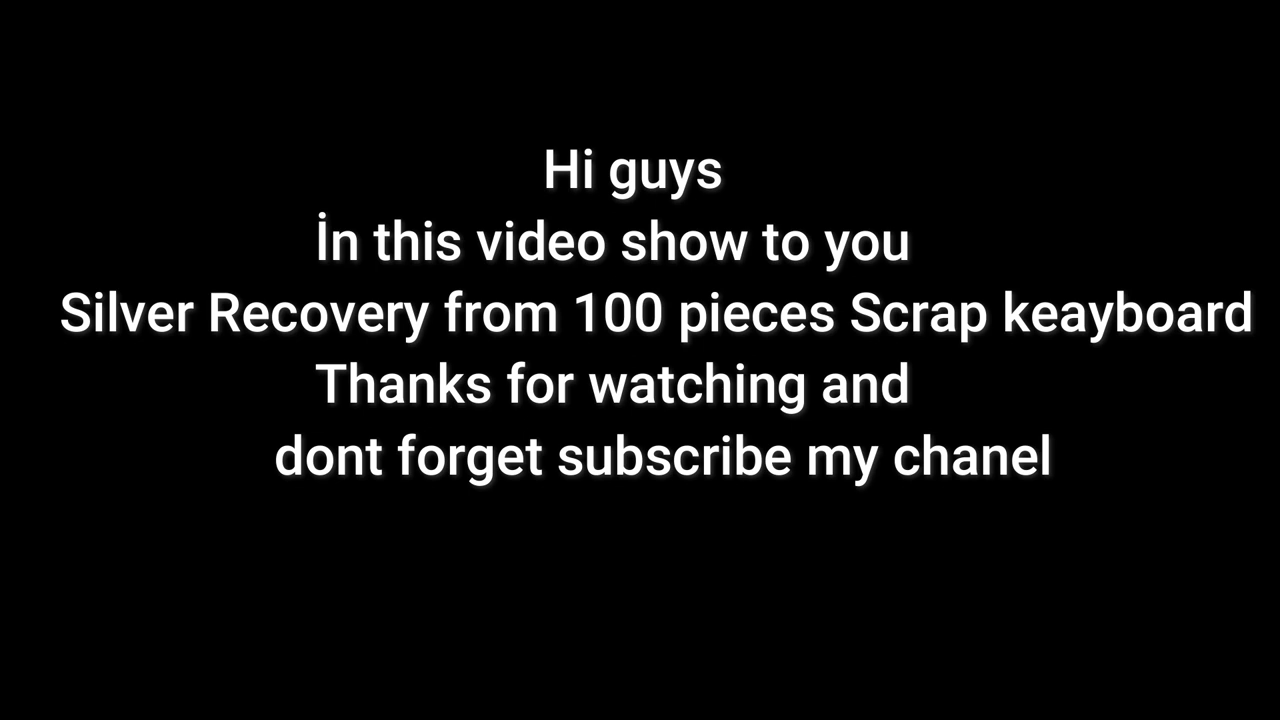 Hi guys
İn this video show to you
Silver Recovery from 100 pieces Scrap keayboard
Thanks for watching and
dont forget subscribe my chanel